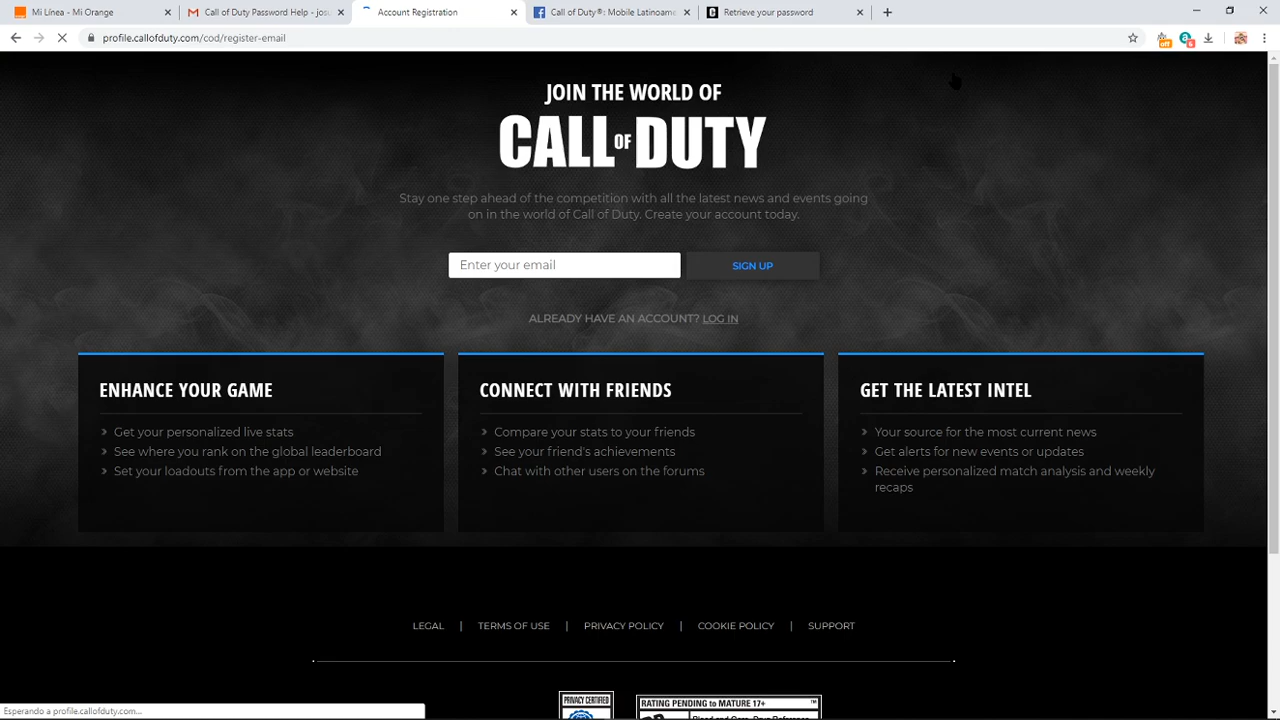 Mi Línea - Mi Orange
Call of Duty Password Help - josu
Account Registration
Call of Duty®: Mobile Latinoame
Retrieve your password
profile.callofduty.com/cod/register-email
off
JOIN THE WORLD OF
CALL OF DUTY
Stay one step ahead of the competition with all the latest news and events going
on in the world of Call of Duty. Create your account today.
Enter your email
SIGN UP
ALREADY HAVE AN ACCOUNT? LOG IN
ENHANCE YOUR GAME
Get your personalized live stats
See where you rank on the global leaderboard
Set your loadouts from the app or website
CONNECT WITH FRIENDS
Compare your stats to your friends
See your friend's achievements
Chat with other users on the forums
GET THE LATEST INTEL
Your source for the most current news
Get alerts for new events or updates
Receive personalized match analysis and weekly
recaps
LEGAL | TERMS OF USE | PRIVACY POLICY | COOKIE POLICY | SUPPORT
PRIVACY CERTIFIED
RATING PENDING to MATURE 17+
Esperando a profile.callofduty.com...